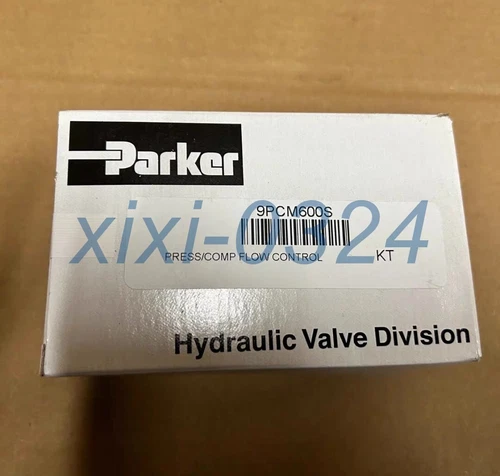 Parker
9PCM600S
xixi-0324
PRESS/COMP FLOW CONTROL KT
Hydraulic Valve Division